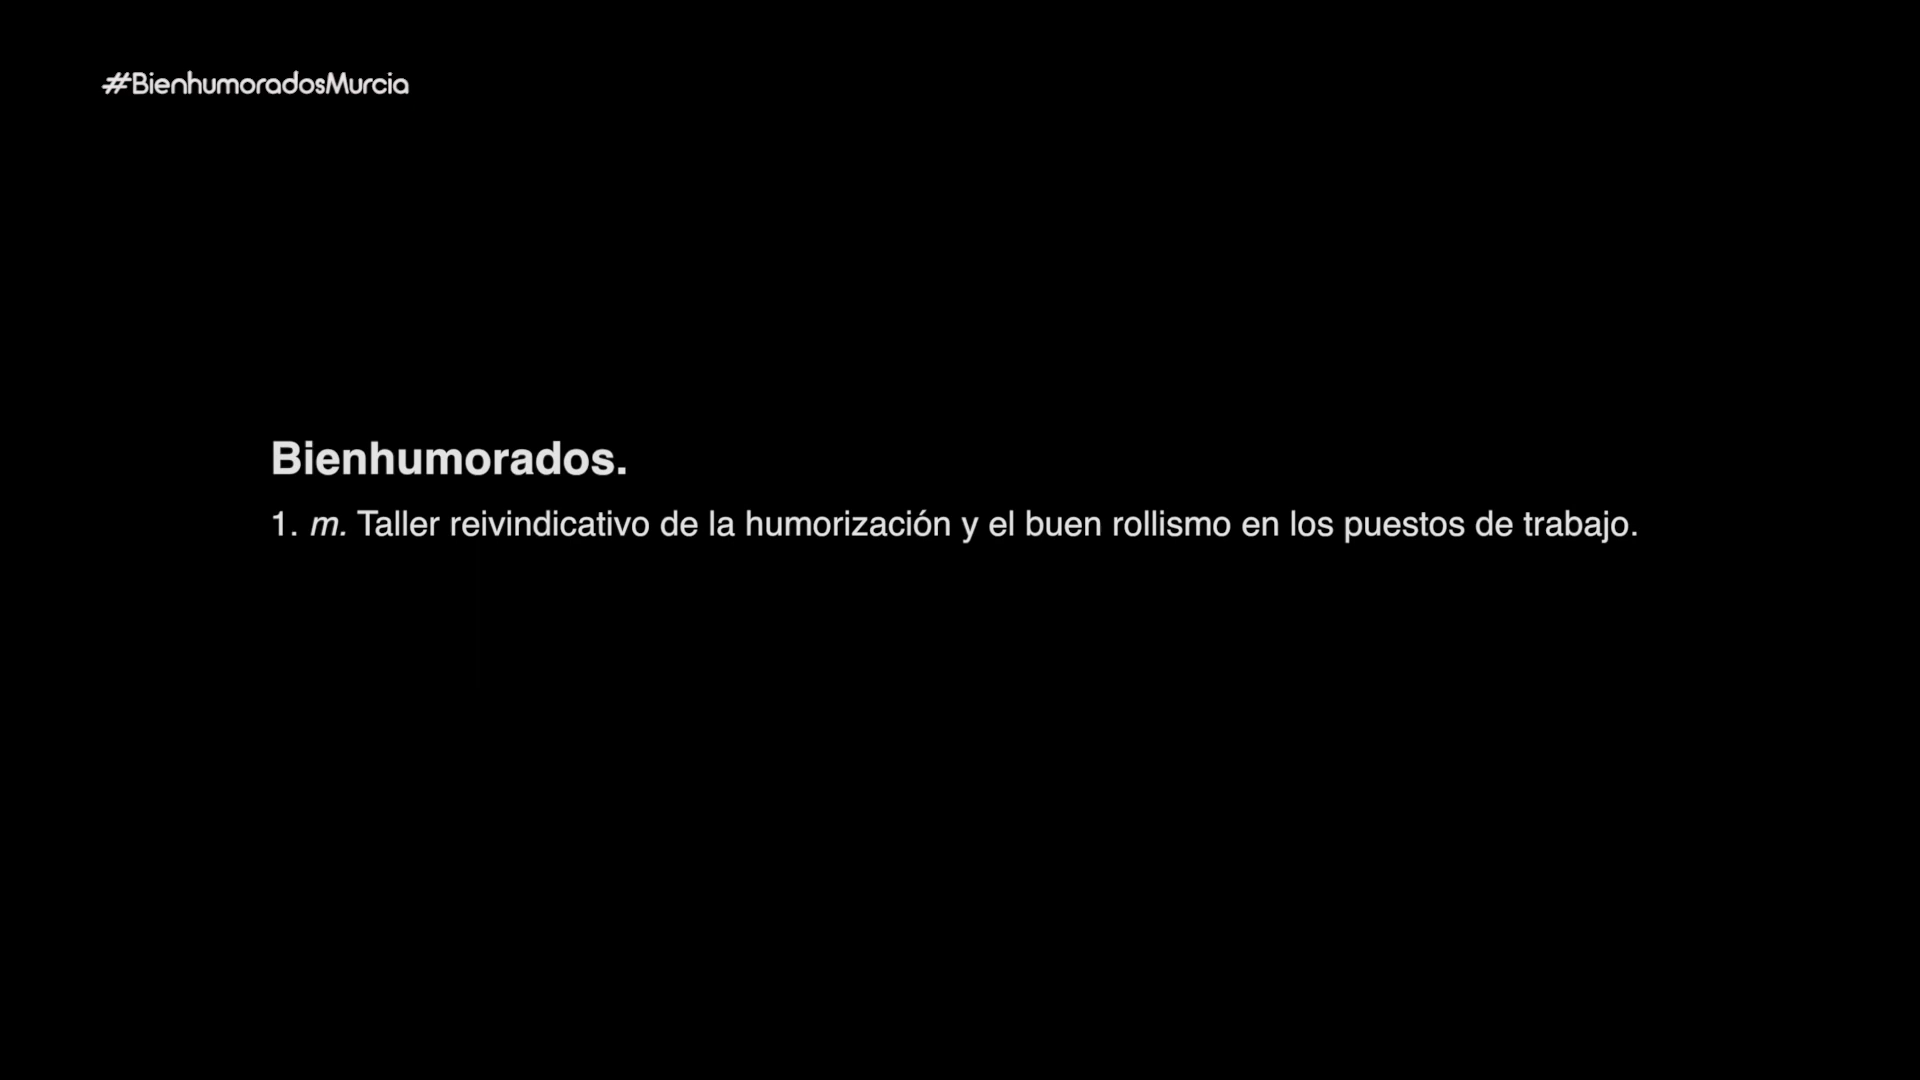 #BienhumoradosMurcia
Bienhumorados.
1. m. Taller reivindicativo de la humorización y el buen rollismo en los puestos de trabajo.